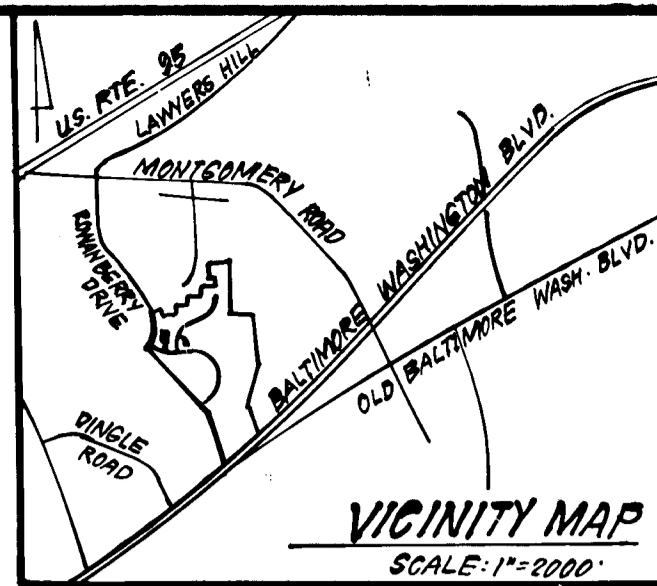 U.S. RTE. 95
LAWYERS HILL
MONTGOMERY ROAD
ROWANBERRY
DRIVE
BALTIMORE WASHINGTON BLVD.
OLD BALTIMORE WASH. BLVD.
DINGLE
ROAD
VICINITY MAP
SCALE: 1"=2000'